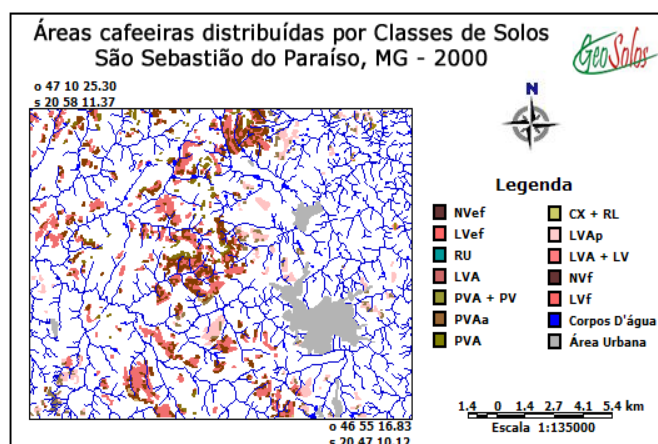 Áreas cafeeiras distribuídas por Classes de Solos
São Sebastião do Paraíso, MG - 2000
GeoSolos
o 47 10 25.30
s 20 58 11.37
N
Legenda
NVef
LVef
RU
LVA
PVA + PV
PVAa
PVA
CX + RL
LVAp
LVA + LV
NVf
LVf
Corpos D'água
Área Urbana
1.4 0 1.4 2.7 4.1 5.4 km
Escala 1:135000
o 46 55 16.83
s 20 47 10.12